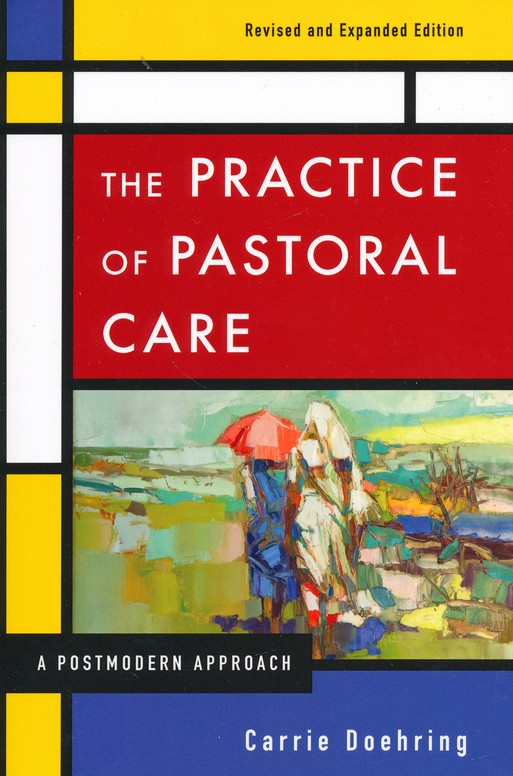 Revised and Expanded Edition
THE PRACTICE
OF PASTORAL
CARE
A POSTMODERN APPROACH
Carrie Doehring